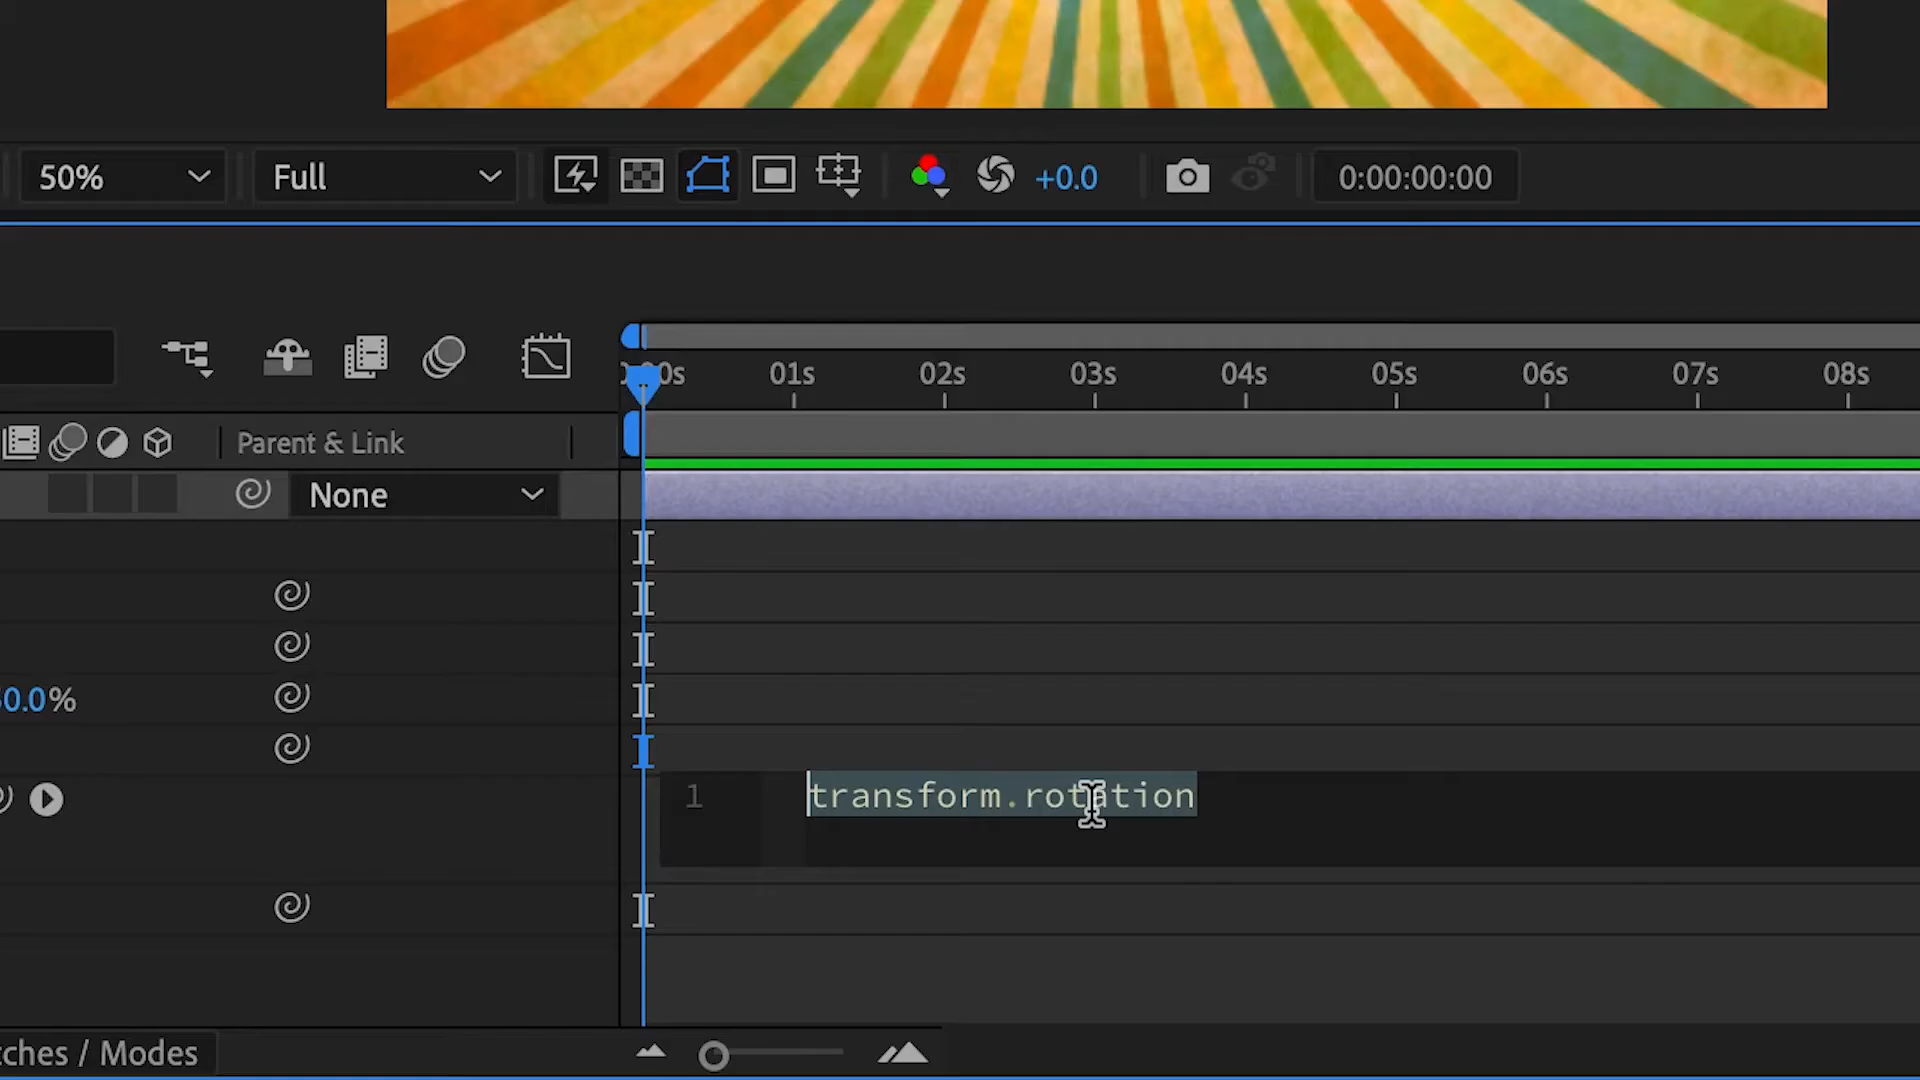 50%
Full
+0.0
0:00:00:00
01s
02s
03s
04s
05s
06s
07s
08s
Parent & Link
None
0.0%
1
transform.rotation
tches / Modes